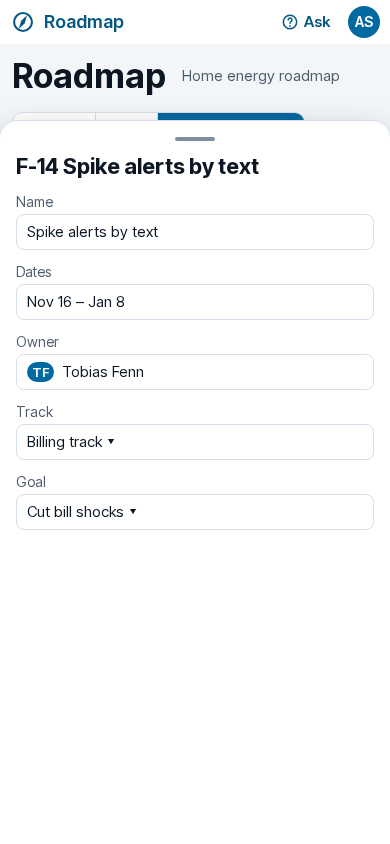 Roadmap
Ask
AS
Roadmap
Home energy roadmap
F-14 Spike alerts by text
Name
Spike alerts by text
Dates
Nov 16 – Jan 8
Owner
TF Tobias Fenn
Track
Billing track
Goal
Cut bill shocks